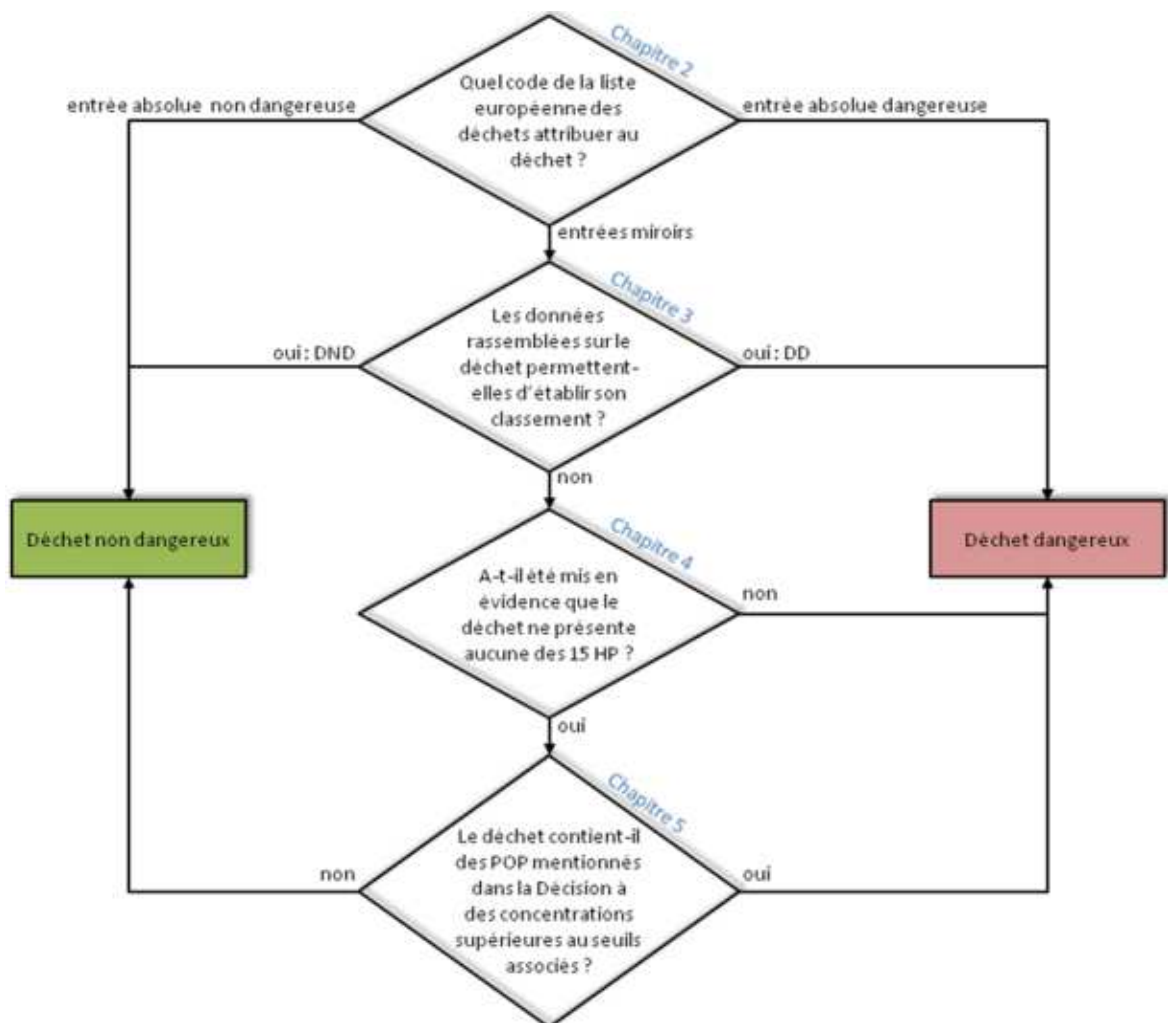 Chapitre 2
Quel code de la liste
européenne des
déchets attribuer au
déchet ?
entrée absolue non dangereuse
entrée absolue dangereuse
entrées miroirs
Chapitre 3
Les données
rassemblées sur le
déchet permettent-
elles d'établir son
classement ?
oui : DND
oui : DD
non
Déchet non dangereux
Déchet dangereux
Chapitre 4
A-t-il été mis en
évidence que le
déchet ne présente
aucune des 15 HP ?
non
oui
Chapitre 5
Le déchet contient-il
des POP mentionnés
dans la Décision à
des concentrations
supérieures au seuils
associés ?
non
oui